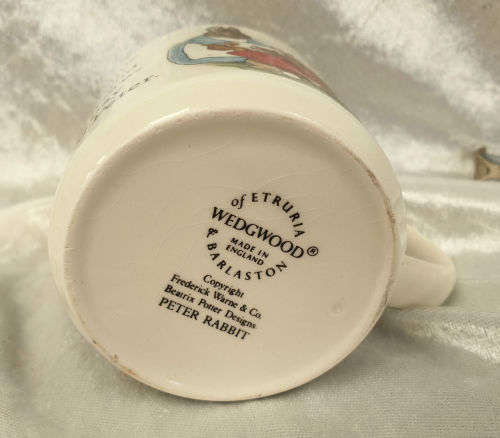 of ETRURIA
WEDGWOOD®
MADE IN
ENGLAND
& BARLASTON
Copyright
Frederick Warne & Co.
Beatrix Potter Designs
PETER RABBIT